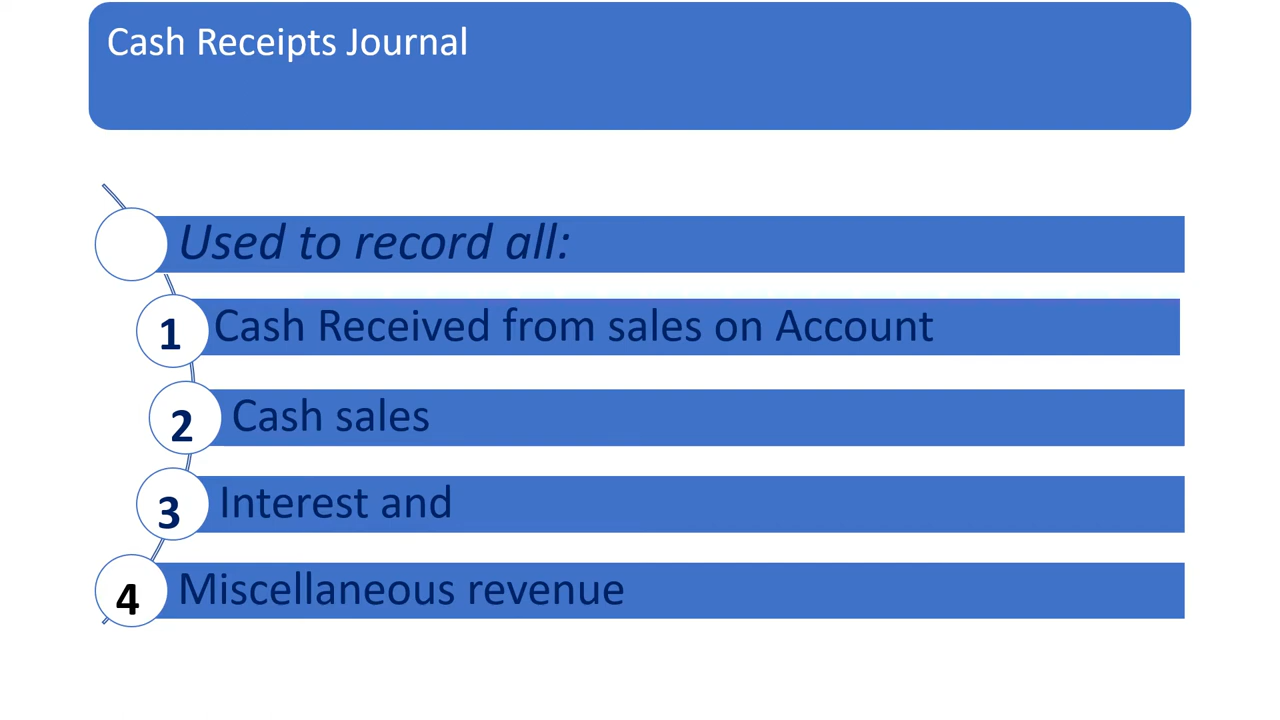 Cash Receipts Journal
Used to record all:
1 Cash Received from sales on Account
2 Cash sales
3 Interest and
4 Miscellaneous revenue